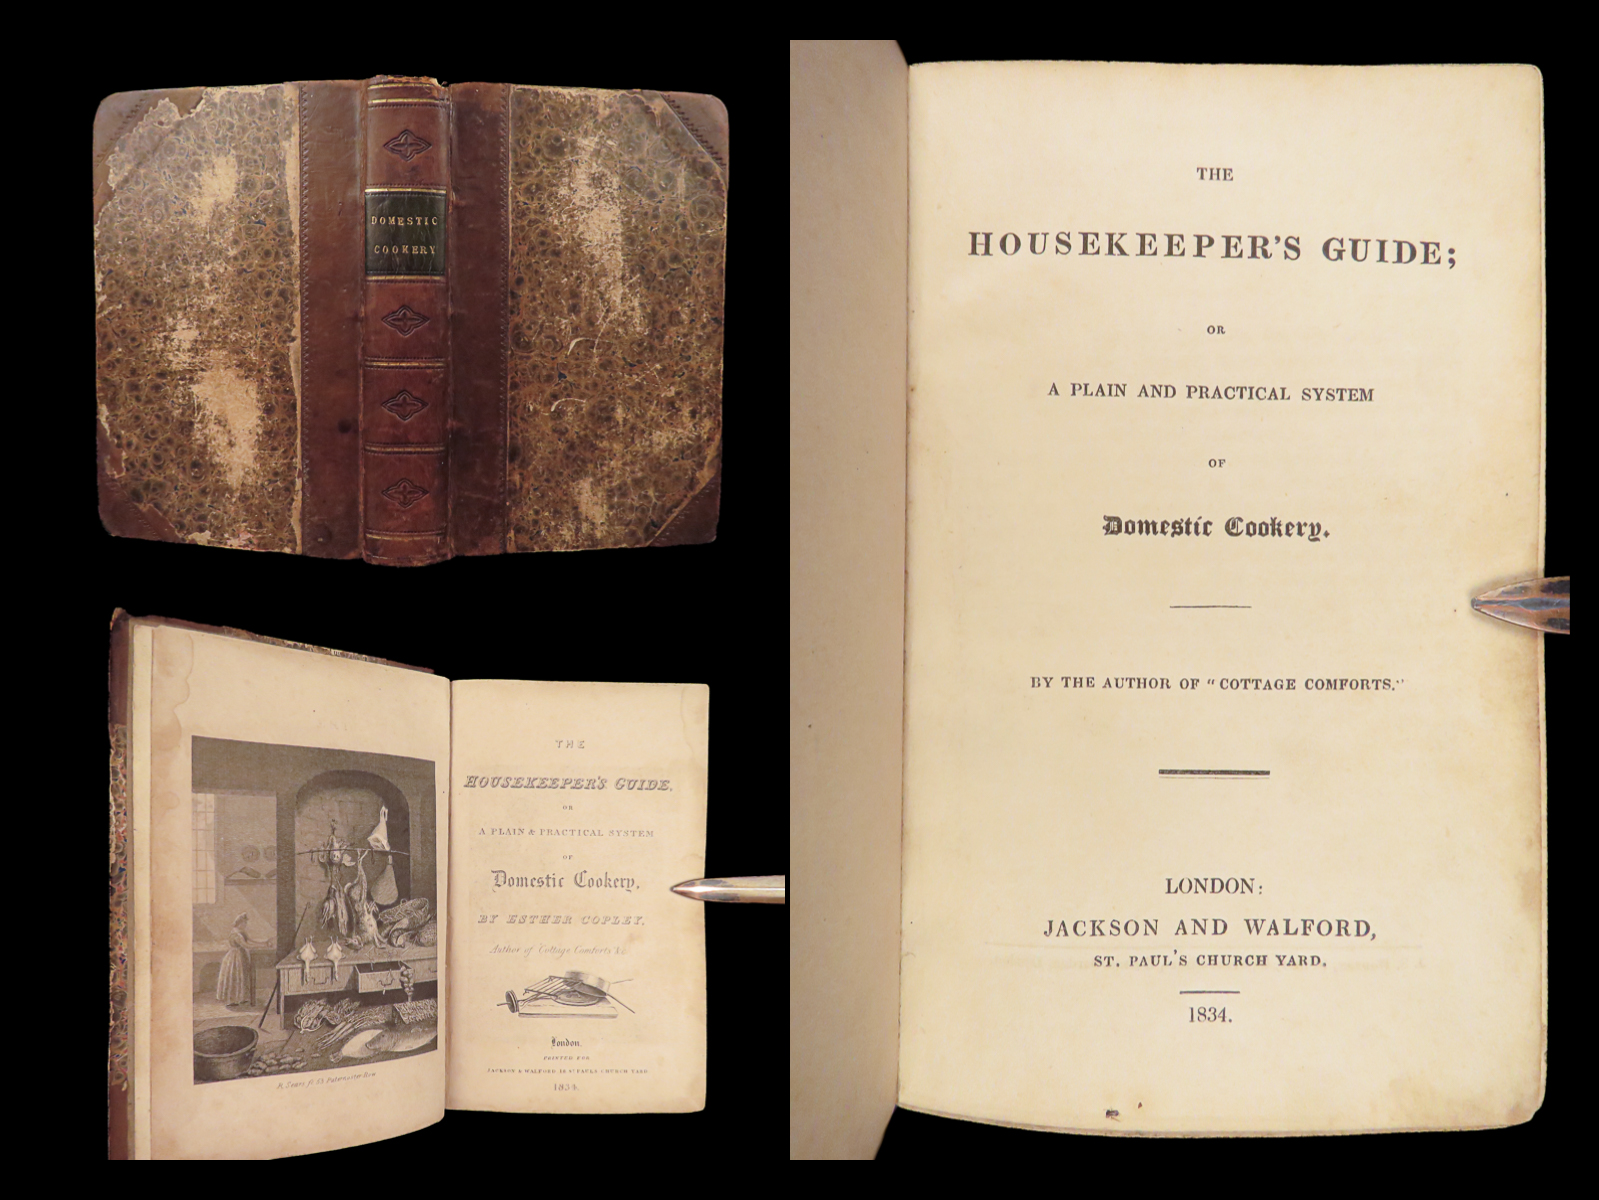 DOMESTIC
COOKERY
THE
HOUSEKEEPER'S GUIDE,
OR
A PLAIN & PRACTICAL SYSTEM
OF
Domestic Cookery,
BY ESTHER COPLEY,
Author of Cottage Comforts &c.
London.
PRINTED FOR
JACKSON & WALFORD, 18 ST PAULS CHURCH YARD
1834
THE
HOUSEKEEPER'S GUIDE;
OR
A PLAIN AND PRACTICAL SYSTEM
OF
Domestic Cookery.
BY THE AUTHOR OF "COTTAGE COMFORTS."
LONDON:
JACKSON AND WALFORD,
ST. PAUL'S CHURCH YARD.
1834.